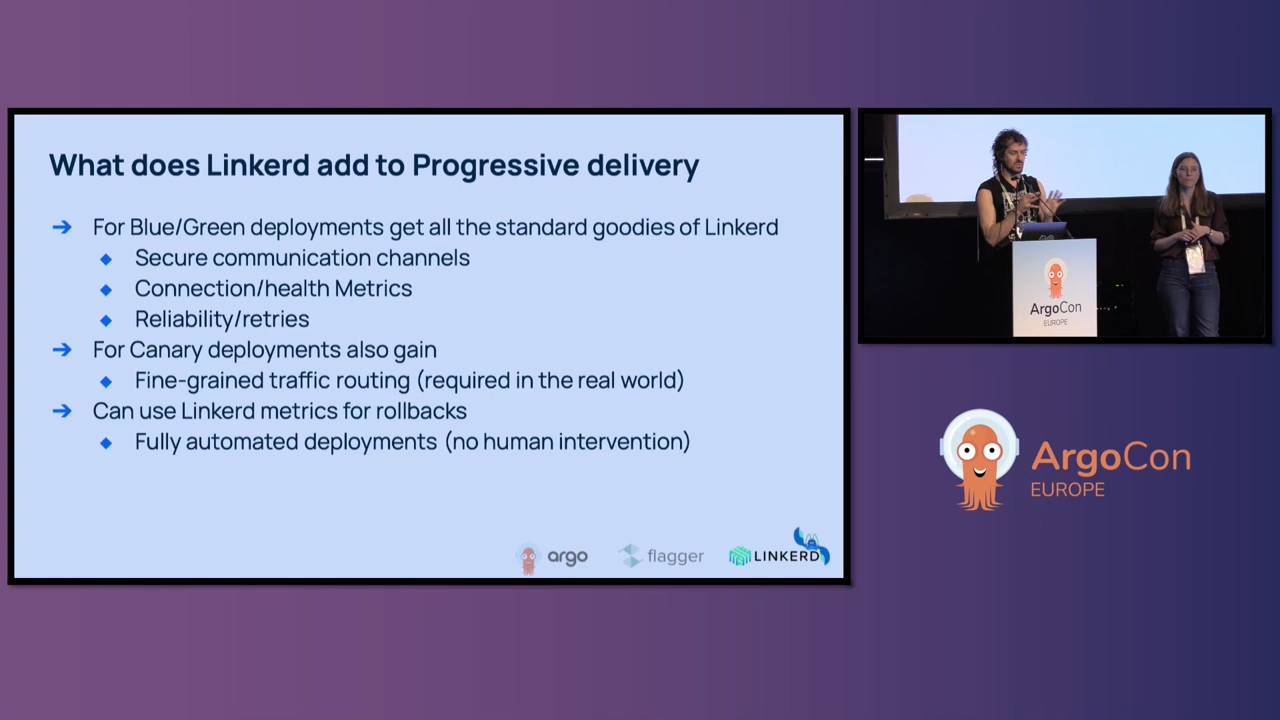 What does Linkerd add to Progressive delivery
➔ For Blue/Green deployments get all the standard goodies of Linkerd
◆ Secure communication channels
◆ Connection/health Metrics
◆ Reliability/retries
➔ For Canary deployments also gain
◆ Fine-grained traffic routing (required in the real world)
➔ Can use Linkerd metrics for rollbacks
◆ Fully automated deployments (no human intervention)
argo
flagger
LINKERD
ArgoCon
EUROPE
ArgoCon
EUROPE